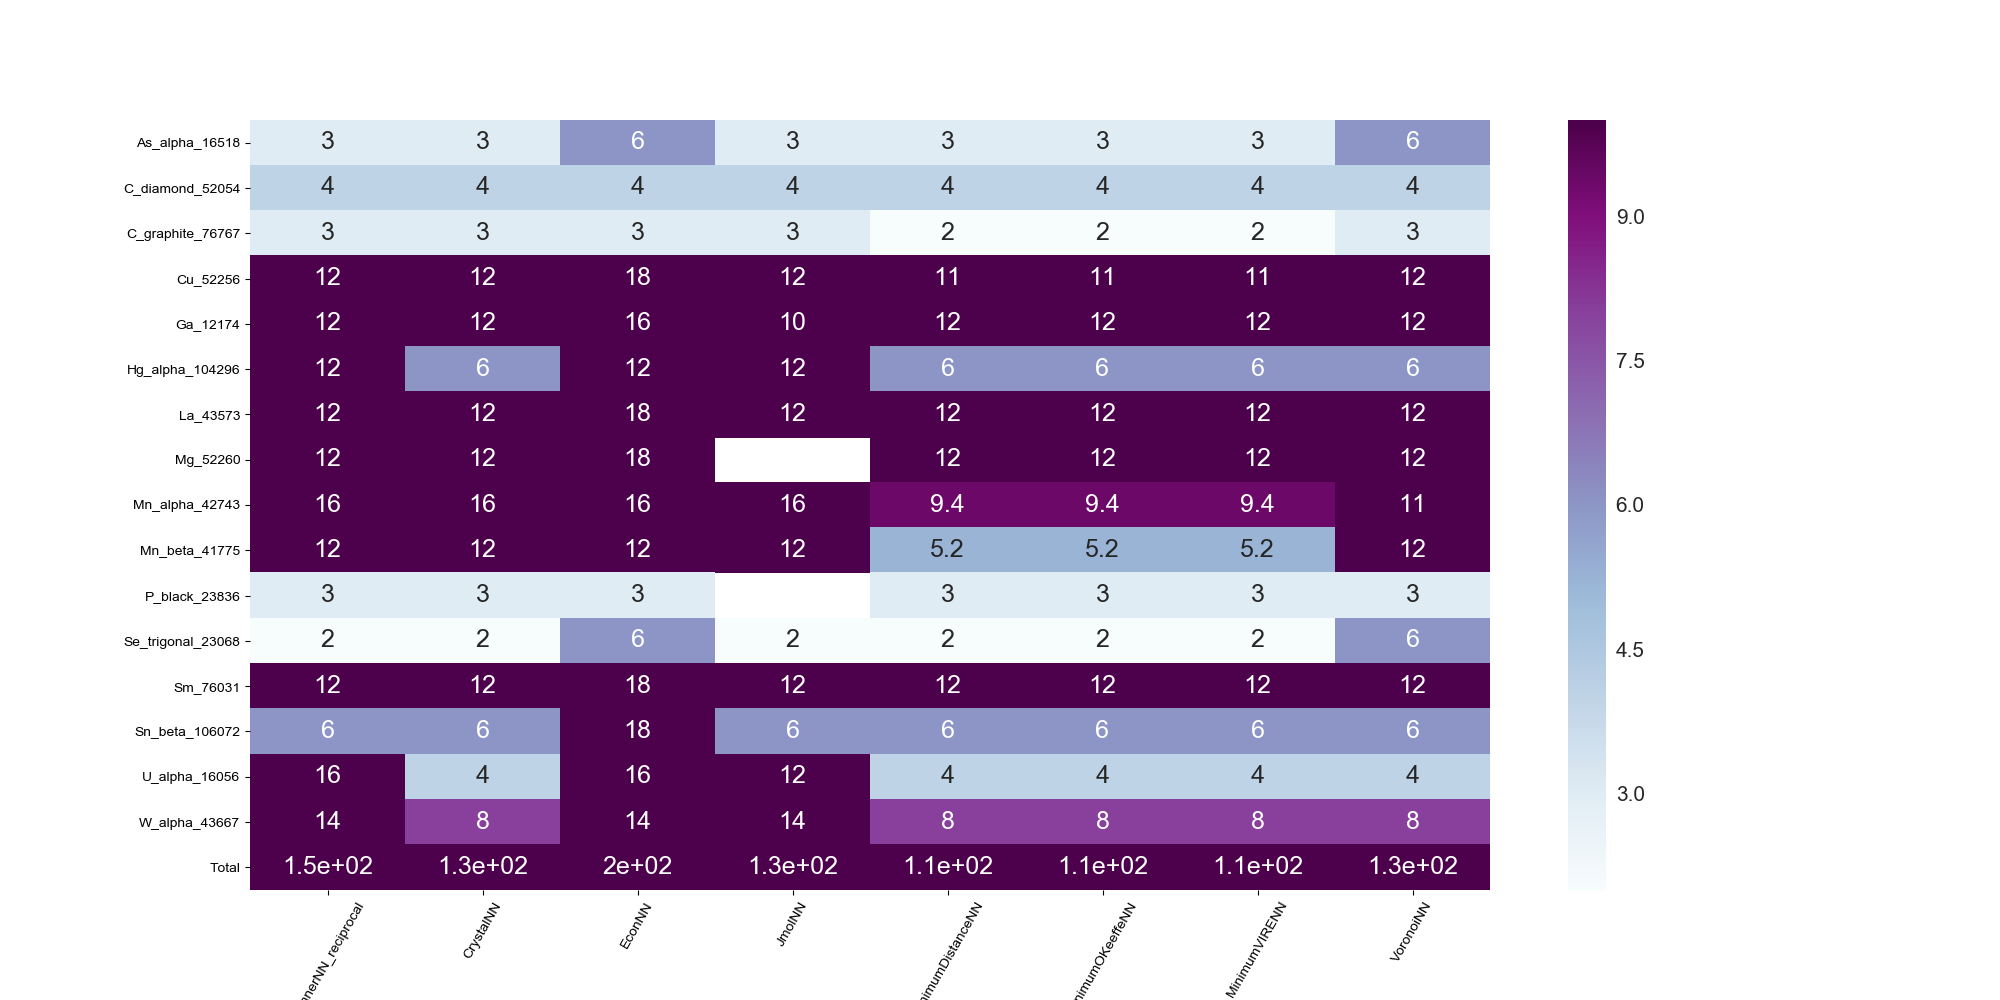 As_alpha_16518 3 3 6 3 3 3 3 6
C_diamond_52054 4 4 4 4 4 4 4 4
C_graphite_76767 3 3 3 3 2 2 2 3
Cu_52256 12 12 18 12 11 11 11 12
Ga_12174 12 12 16 10 12 12 12 12
Hg_alpha_104296 12 6 12 12 6 6 6 6
La_43573 12 12 18 12 12 12 12 12
Mg_52260 12 12 18 12 12 12 12
Mn_alpha_42743 16 16 16 16 9.4 9.4 9.4 11
Mn_beta_41775 12 12 12 12 5.2 5.2 5.2 12
P_black_23836 3 3 3 3 3 3 3
Se_trigonal_23068 2 2 6 2 2 2 2 6
Sm_76031 12 12 18 12 12 12 12 12
Sn_beta_106072 6 6 18 6 6 6 6 6
U_alpha_16056 16 4 16 12 4 4 4 4
W_alpha_43667 14 8 14 14 8 8 8 8
Total 1.5e+02 1.3e+02 2e+02 1.3e+02 1.1e+02 1.1e+02 1.1e+02 1.3e+02
nnerNN_reciprocal
CrystalNN
EconNN
JmolNN
nimumDistanceNN
nimumOKeeffeNN
MinimumVIRENN
VoronoiNN
9.0
7.5
6.0
4.5
3.0